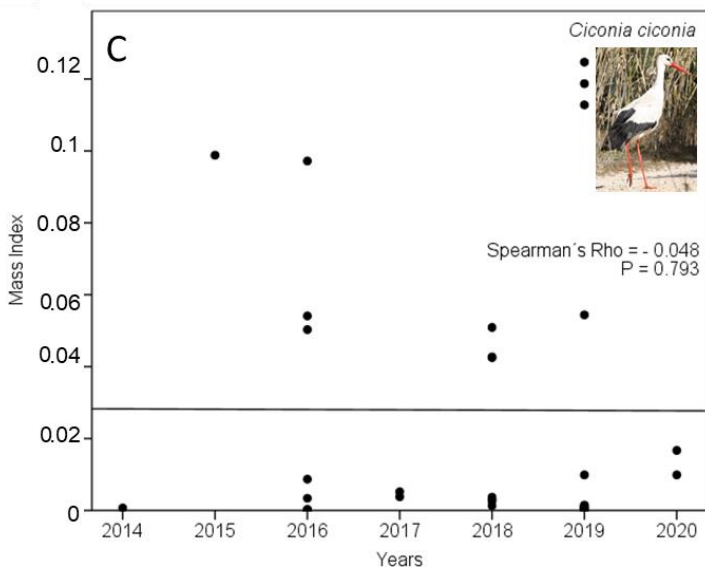 C
Ciconia ciconia
Spearman´s Rho = - 0.048
P = 0.793
Mass Index
0.12
0.1
0.08
0.06
0.04
0.02
0
2014 2015 2016 2017 2018 2019 2020
Years